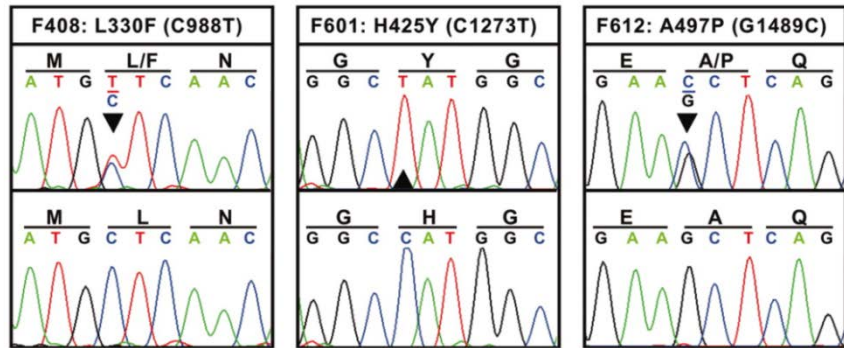 F408: L330F (C988T)
M L/F N
A T G T T C A A C
C
M L N
A T G C T C A A C
F601: H425Y (C1273T)
G Y G
G G C T A T G G C
G H G
G G C C A T G G C
F612: A497P (G1489C)
E A/P Q
G A A C C T C A G
G
E A Q
G A A G C T C A G